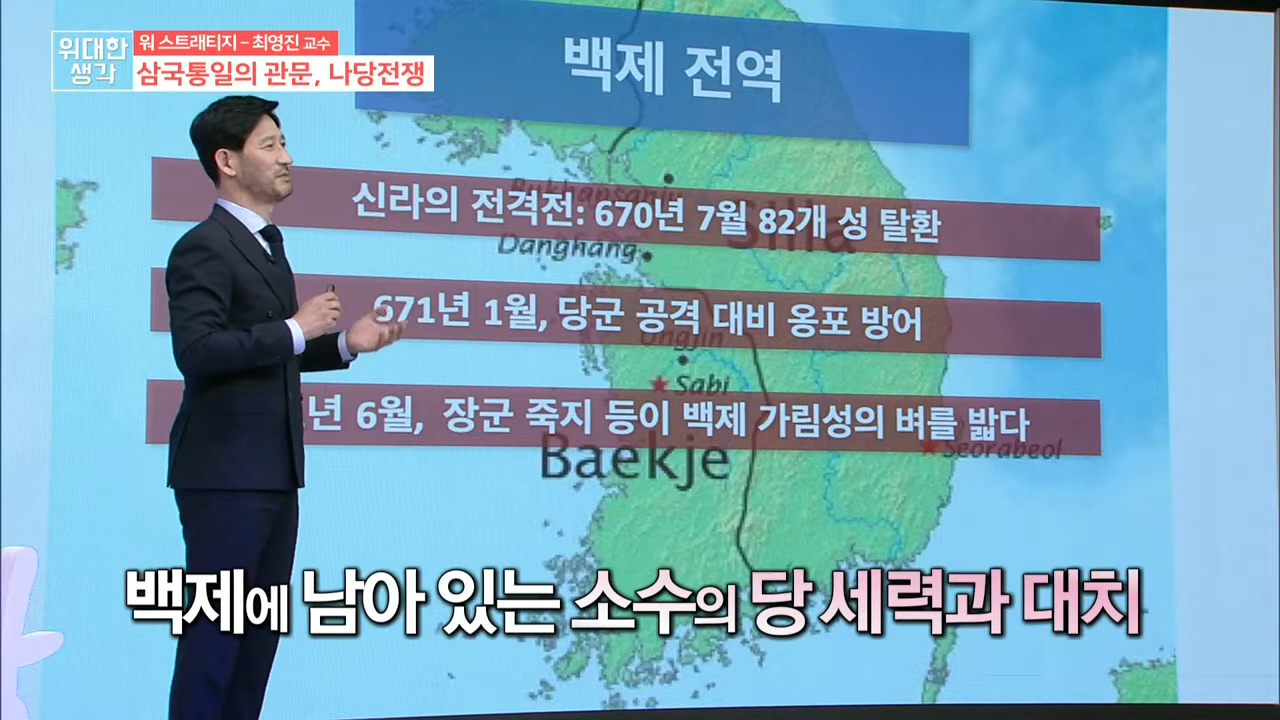 위대한
생각
워 스트래티지 - 최영진 교수
삼국통일의 관문, 나당전쟁
백제 전역
Bukhansanju
신라의 전격전: 670년 7월 82개 성 탈환
Silla
Danghang
671년 1월, 당군 공격 대비 옹포 방어
Ungjin
Sabi
년 6월, 장군 죽지 등이 백제 가림성의 벼를 밟다
Baekje
Seorabeol
백제에 남아 있는 소수의 당 세력과 대치